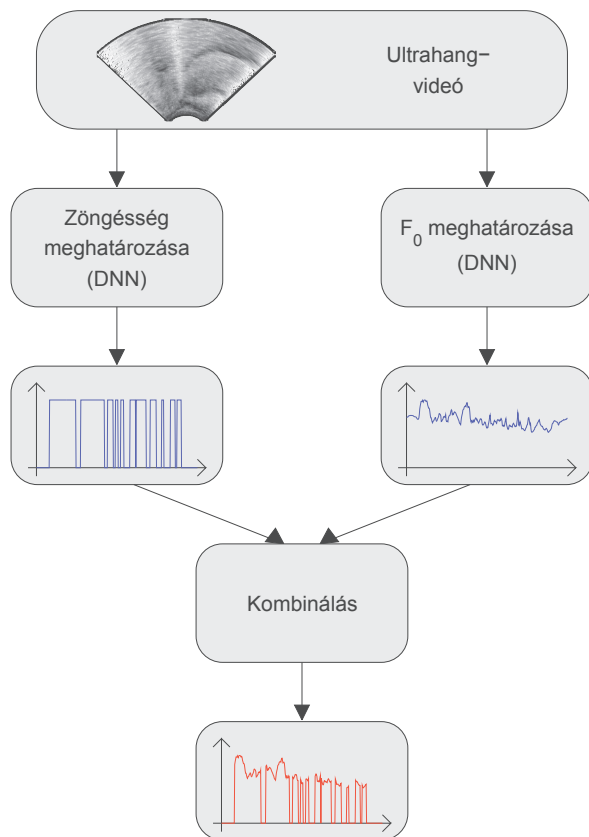 Ultrahang−
videó
Zöngésség
meghatározása
(DNN)
F0 meghatározása
(DNN)
Kombinálás